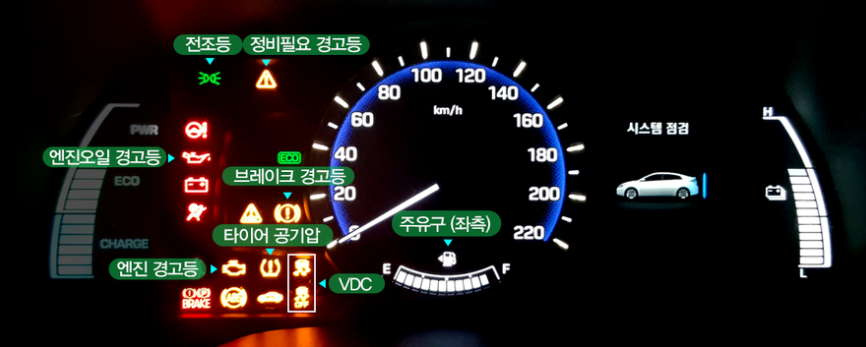 전조등
정비필요 경고등
100
120
80
140
60
km/h
160
시스템 점검
H
PWR
엔진오일 경고등
ECO
40
180
ECO
브레이크 경고등
20
200
타이어 공기압
0
주유구 (좌측)
220
CHARGE
엔진 경고등
E
F
VDC
L
(P)
BRAKE
ABS
OFF